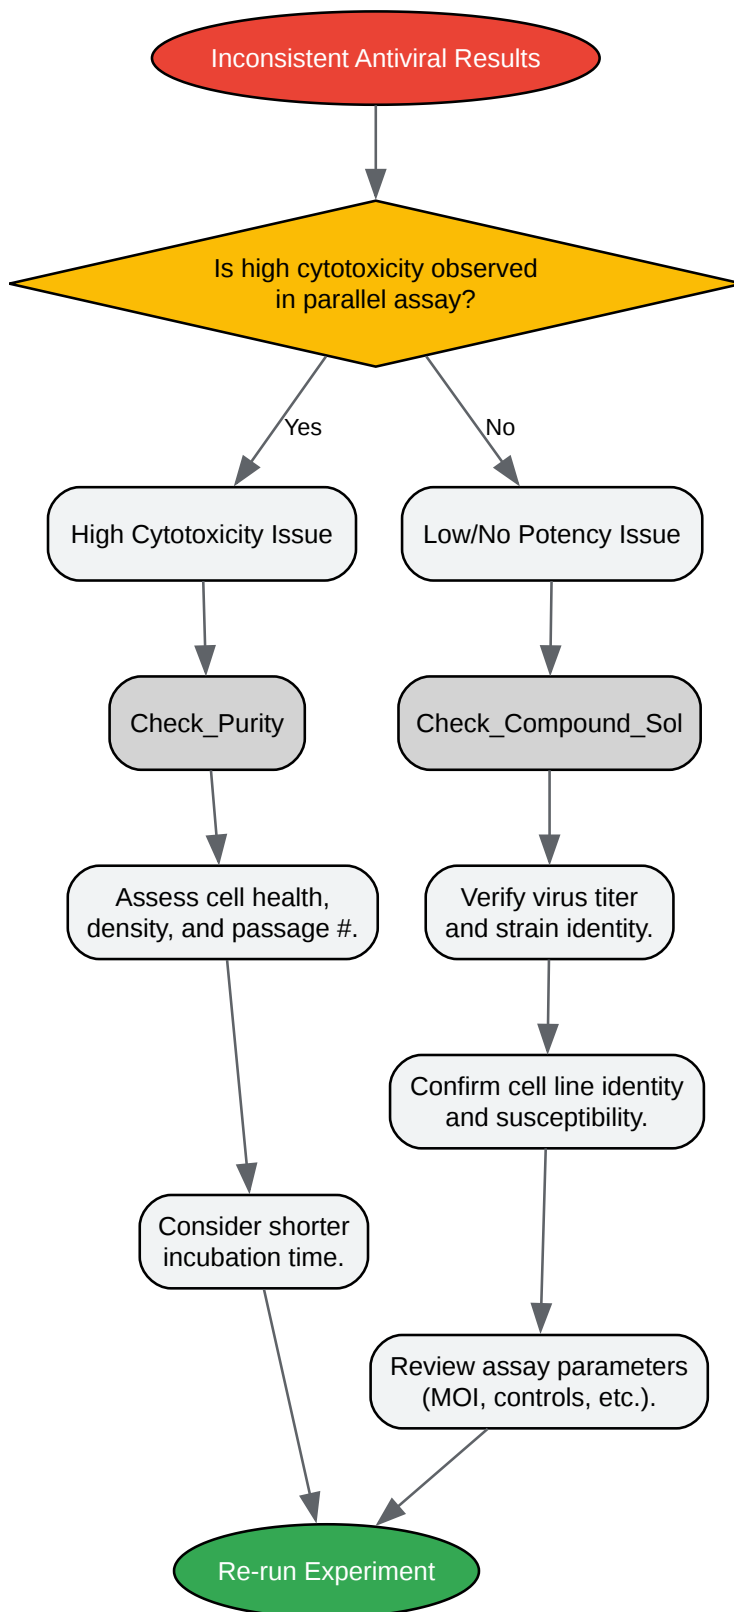 Inconsistent Antiviral Results
Is high cytotoxicity observed
in parallel assay?
Yes
No
High Cytotoxicity Issue
Low/No Potency Issue
Check_Purity
Check_Compound_Sol
Assess cell health,
density, and passage #.
Verify virus titer
and strain identity.
Confirm cell line identity
and susceptibility.
Consider shorter
incubation time.
Review assay parameters
(MOI, controls, etc.).
Re-run Experiment